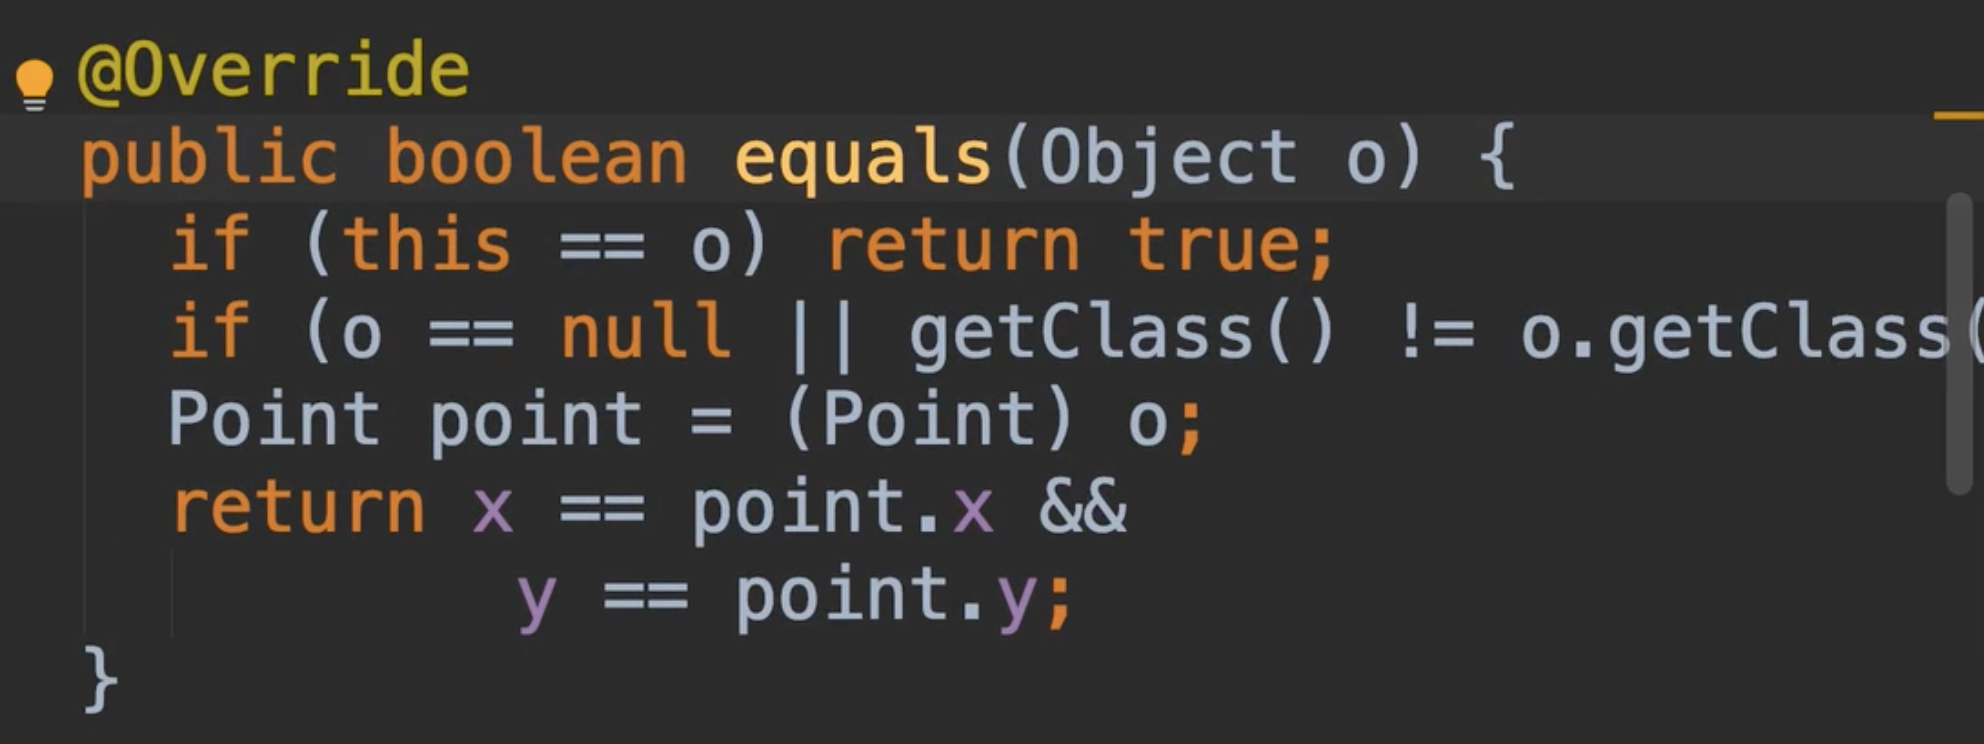 @Override
public boolean equals(Object o) {
if (this == o) return true;
if (o == null || getClass() != o.getClass(
Point point = (Point) o;
return x == point.x &&
y == point.y;
}